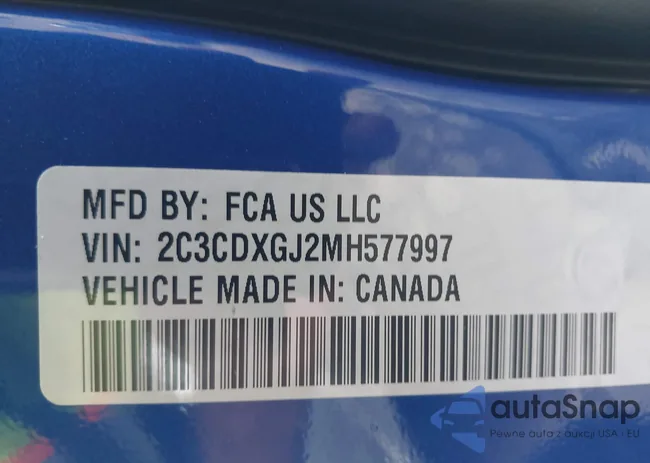 MFD BY: FCA US LLC
VIN: 2C3CDXGJ2MH577997
VEHICLE MADE IN: CANADA
autaSnap
Pewne auta z aukcji USA - EU